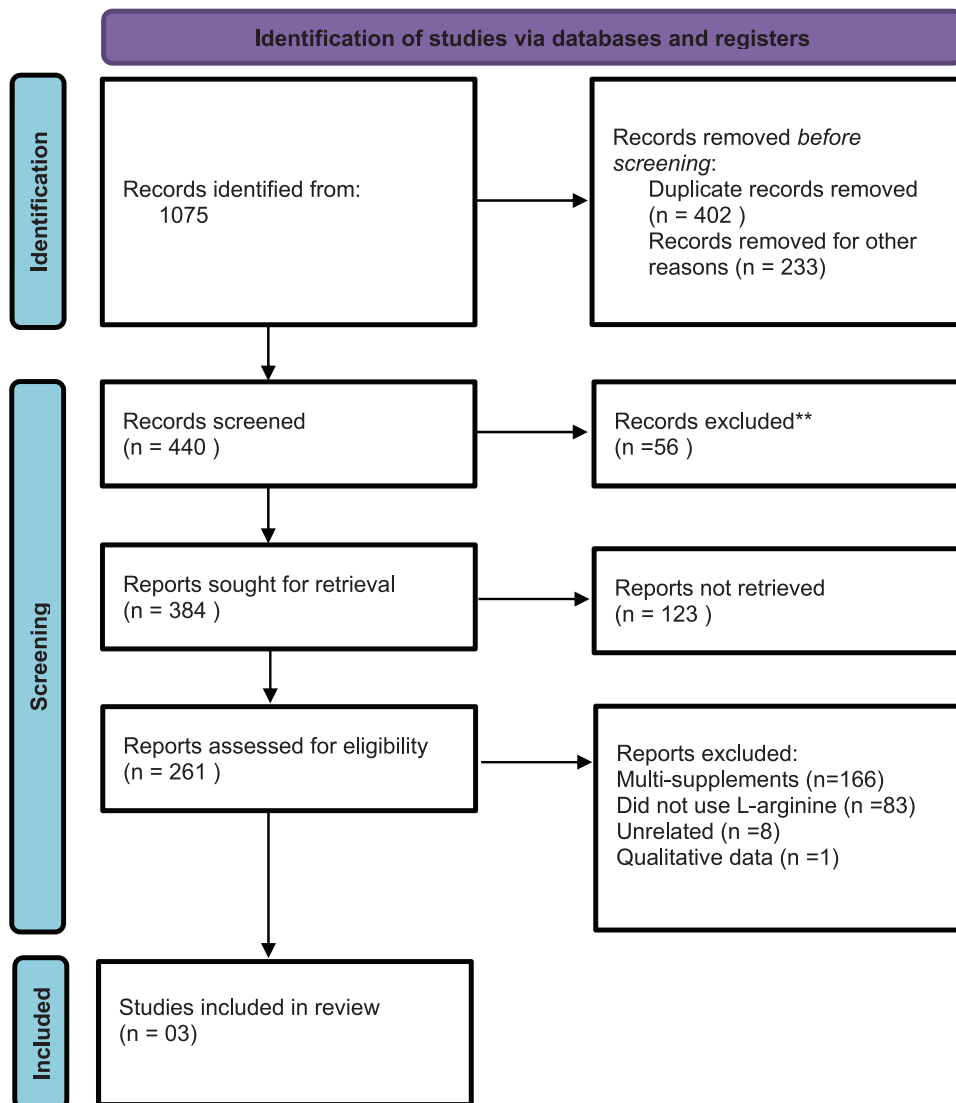 Identification of studies via databases and registers
Identification
Records identified from:
1075
Records removed before
screening:
Duplicate records removed
(n = 402 )
Records removed for other
reasons (n = 233)
Screening
Records screened
(n = 440 )
Records excluded**
(n =56 )
Reports sought for retrieval
(n = 384 )
Reports not retrieved
(n = 123 )
Reports assessed for eligibility
(n = 261 )
Reports excluded:
Multi-supplements (n=166)
Did not use L-arginine (n =83)
Unrelated (n =8)
Qualitative data (n =1)
Included
Studies included in review
(n = 03)